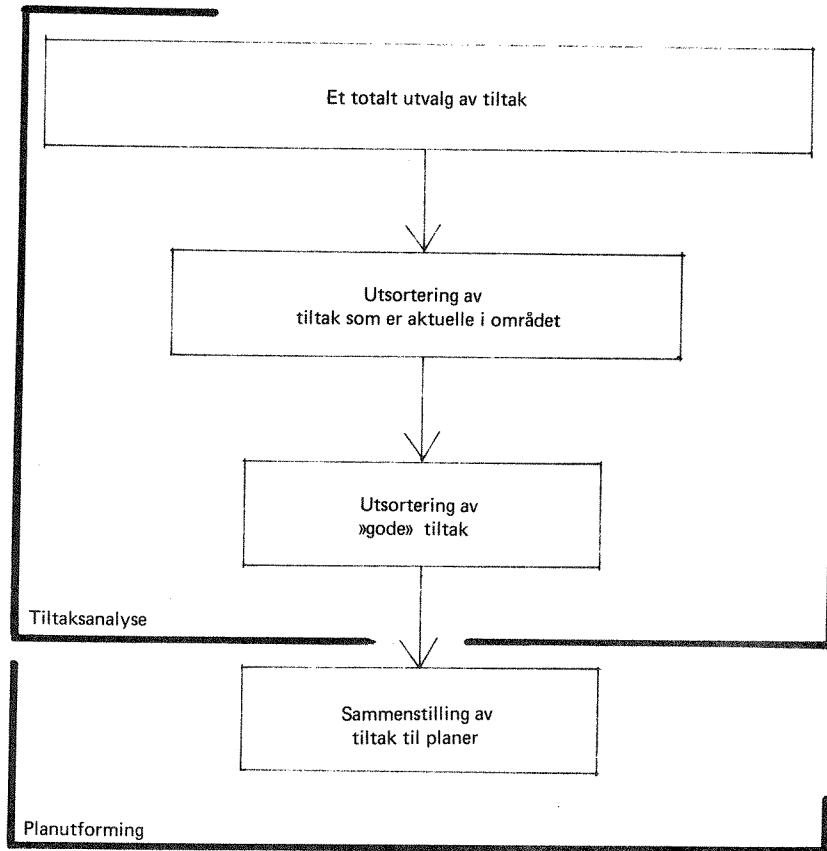 Et totalt utvalg av tiltak
Utsortering av
tiltak som er aktuelle i området
Utsortering av
»gode» tiltak
Tiltaksanalyse
Sammenstilling av
tiltak til planer
Planutforming